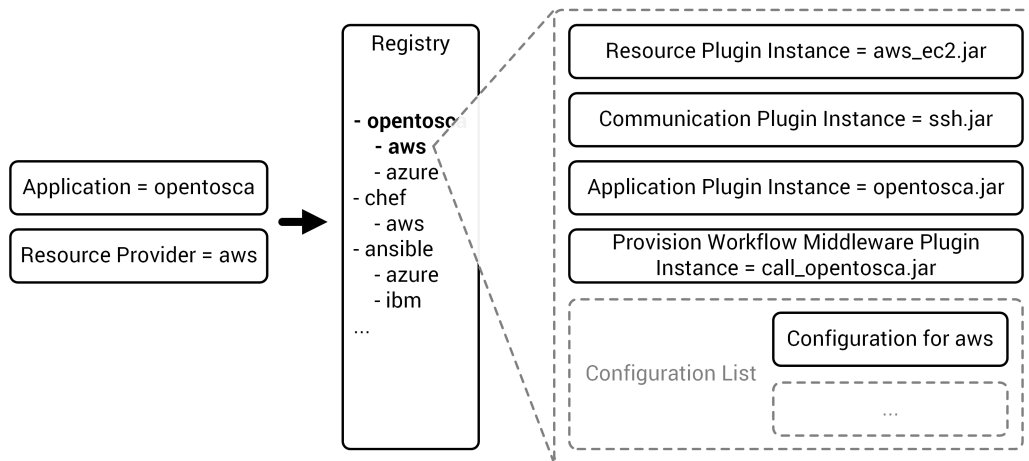 Application = opentosca
Resource Provider = aws
Registry
- opentosca
- aws
- azure
- chef
- aws
- ansible
- azure
- ibm
...
Resource Plugin Instance = aws_ec2.jar
Communication Plugin Instance = ssh.jar
Application Plugin Instance = opentosca.jar
Provision Workflow Middleware Plugin
Instance = call_opentosca.jar
Configuration List
Configuration for aws
...